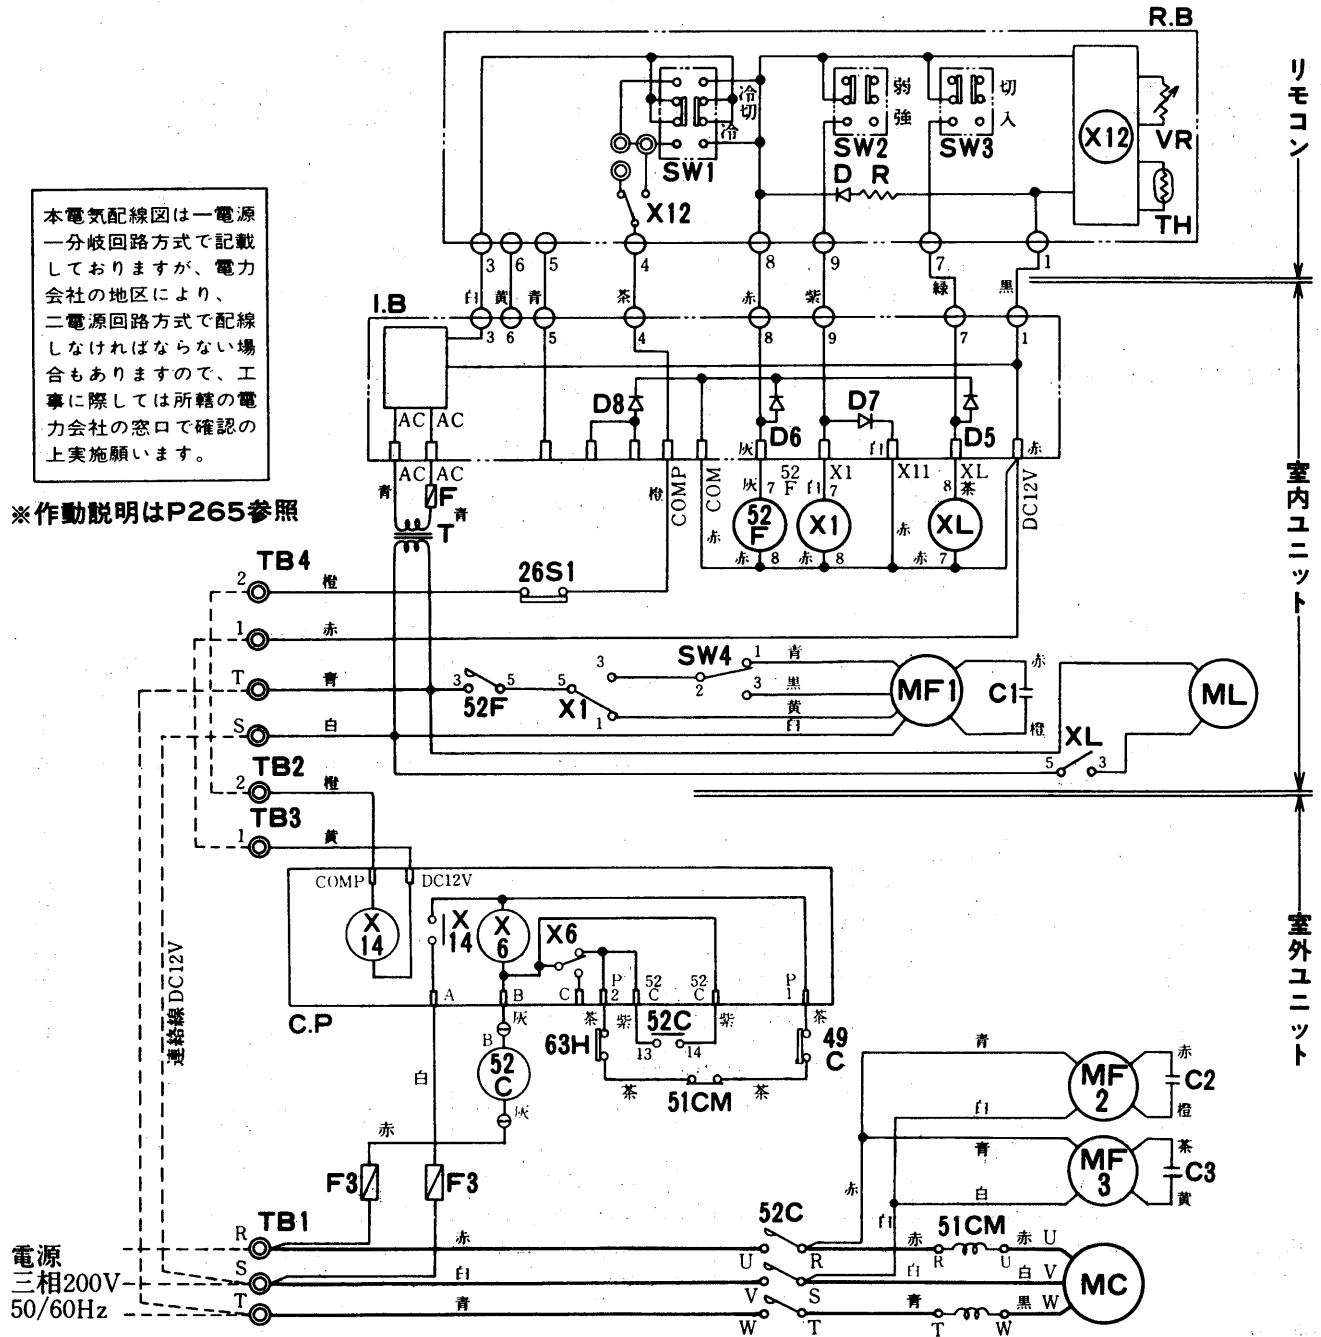 R.B
リモコン
冷
切
冷
SW1
弱
強
SW2
切
入
SW3
X12
VR
TH
D R
X12
3 6 5 4 8 9 7 1
白 黄 青 茶 赤 紫 緑 黒
I.B
3 6 5 4 8 9 7 1
本電気配線図は一電源
一分岐回路方式で記載
しておりますが、電力
会社の地区により、
二電源回路方式で配線
しなければならない場
合もありますので、工
事に際しては所轄の電
力会社の窓口で確認の
上実施願います。
※作動説明はP265参照
AC AC
D8
D6
D7
D5
灰 白 赤
AC AC
青 F 青
T
橙 COMP COM
灰 7 52F
白 7 X1
X11
8 茶 XL
DC12V
52F
X1
XL
赤 赤 8 赤 8 赤 赤 7
室内ユニット
TB4
2 橙 26S1
1 赤
T 青 3 52F 5
5 X1 3 1
SW4 2 1 3
青
黒
黄
白
MF1
C1 赤 橙
ML
S 白
XL 5 3
TB2
2 橙
TB3
1 黄
COMP DC12V
X14
X14
X6
X6
A B C P2 52C 52C P1
C.P
灰 茶 紫 紫 茶
B
52C
灰
63H
52C 13 14
49C
茶 51CM 茶
白
赤
F3 F3
連絡線DC12V
室外ユニット
青 MF2 赤 C2 橙
白
青 MF3 茶 C3 黄
白
赤
白
TB1
電源
三相200V
50/60Hz
R 赤 U 52C R 赤 R 51CM U 赤 U
S 白 V S 白 白 V
T 青 W T 青 T W 黒 W
MC